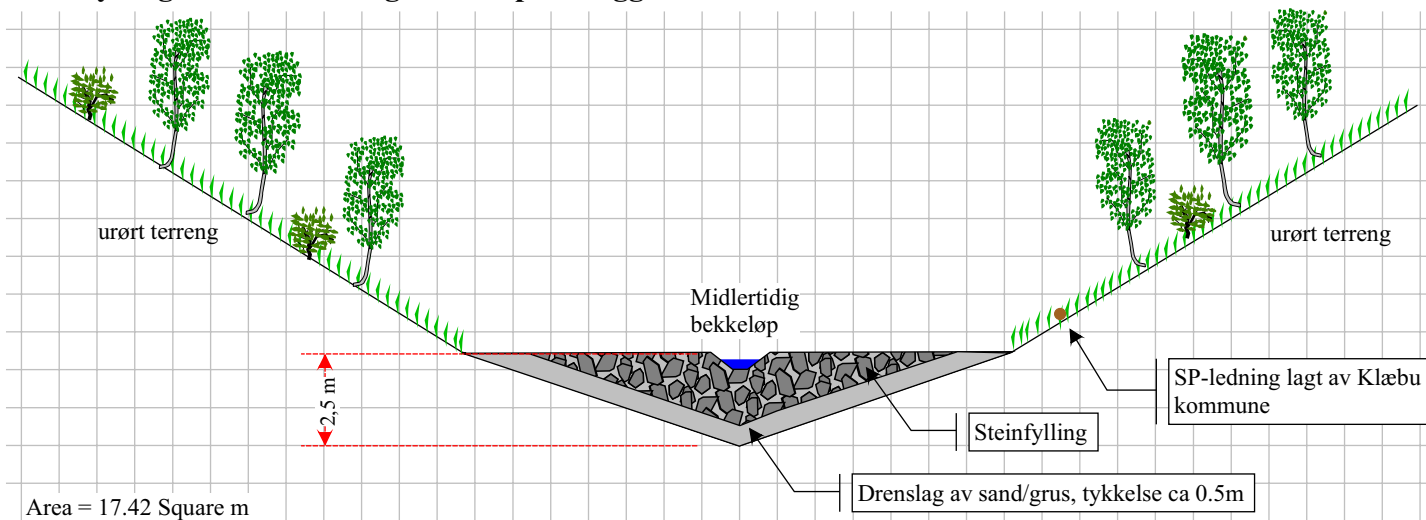 urørt terreng
urørt terreng
Midlertidig
bekkeløp
2,5 m
SP-ledning lagt av Klæbu
kommune
Steinfylling
Drenslag av sand/grus, tykkelse ca 0.5m
Area = 17.42 Square m